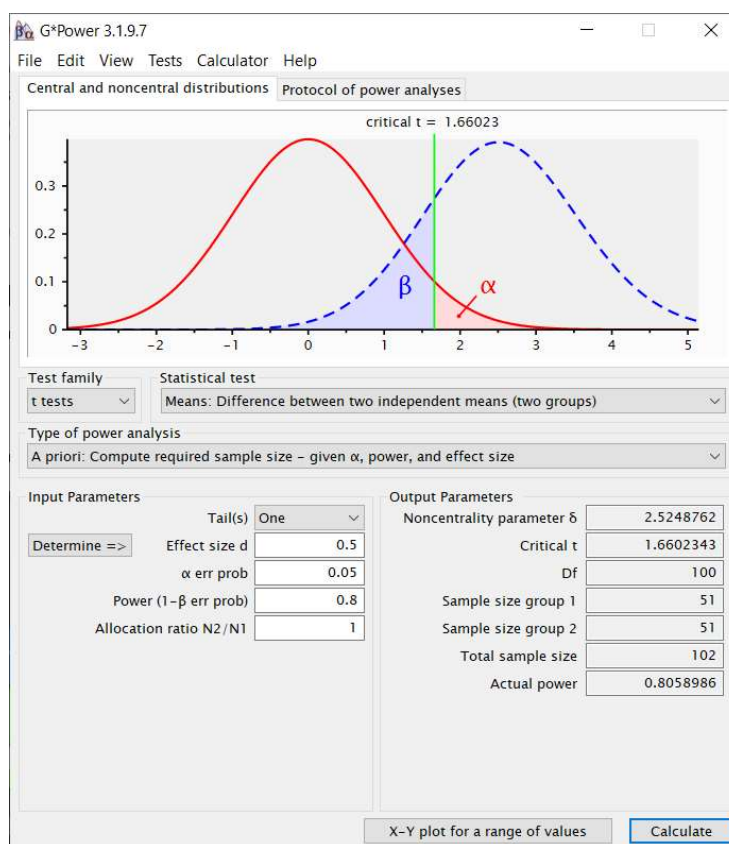 G*Power 3.1.9.7
File Edit View Tests Calculator Help
Central and noncentral distributions Protocol of power analyses
critical t = 1.66023
0.3
0.2
0.1
0
β
α
-3 -2 -1 0 1 2 3 4 5
Test family Statistical test
t tests Means: Difference between two independent means (two groups)
Type of power analysis
A priori: Compute required sample size - given α, power, and effect size
Input Parameters
Tail(s) One
Determine => Effect size d 0.5
α err prob 0.05
Power (1-β err prob) 0.8
Allocation ratio N2/N1 1
Output Parameters
Noncentrality parameter δ 2.5248762
Critical t 1.6602343
Df 100
Sample size group 1 51
Sample size group 2 51
Total sample size 102
Actual power 0.8058986
X-Y plot for a range of values Calculate